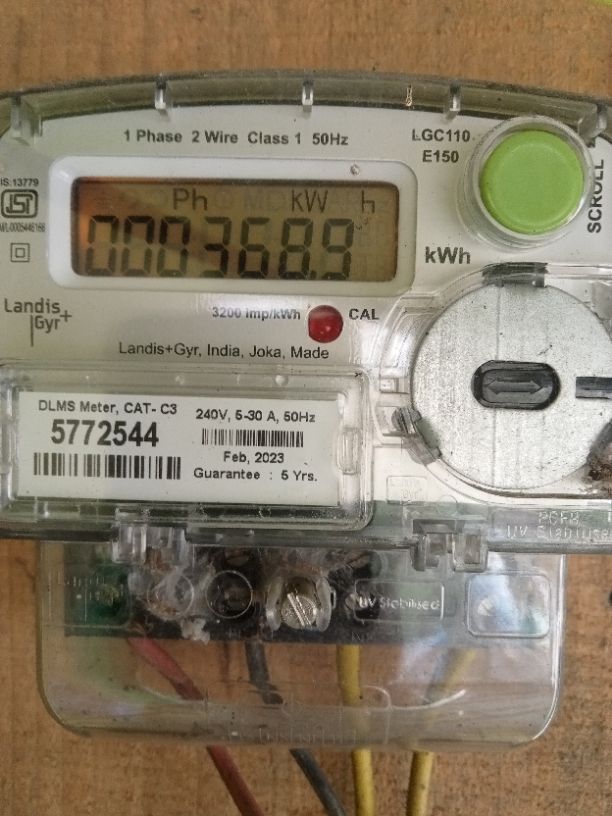 1 Phase 2 Wire Class 1 50Hz
LGC110
E150
SCROLL
IS:13779
Ph kW h
000368.9
kWh
Landis+
Gyr
3200 imp/kWh
CAL
Landis+Gyr, India, Joka, Made
DLMS Meter, CAT- C3
240V, 5-30 A, 50Hz
5772544
Feb, 2023
Guarantee : 5 Yrs.
UV Stabilised